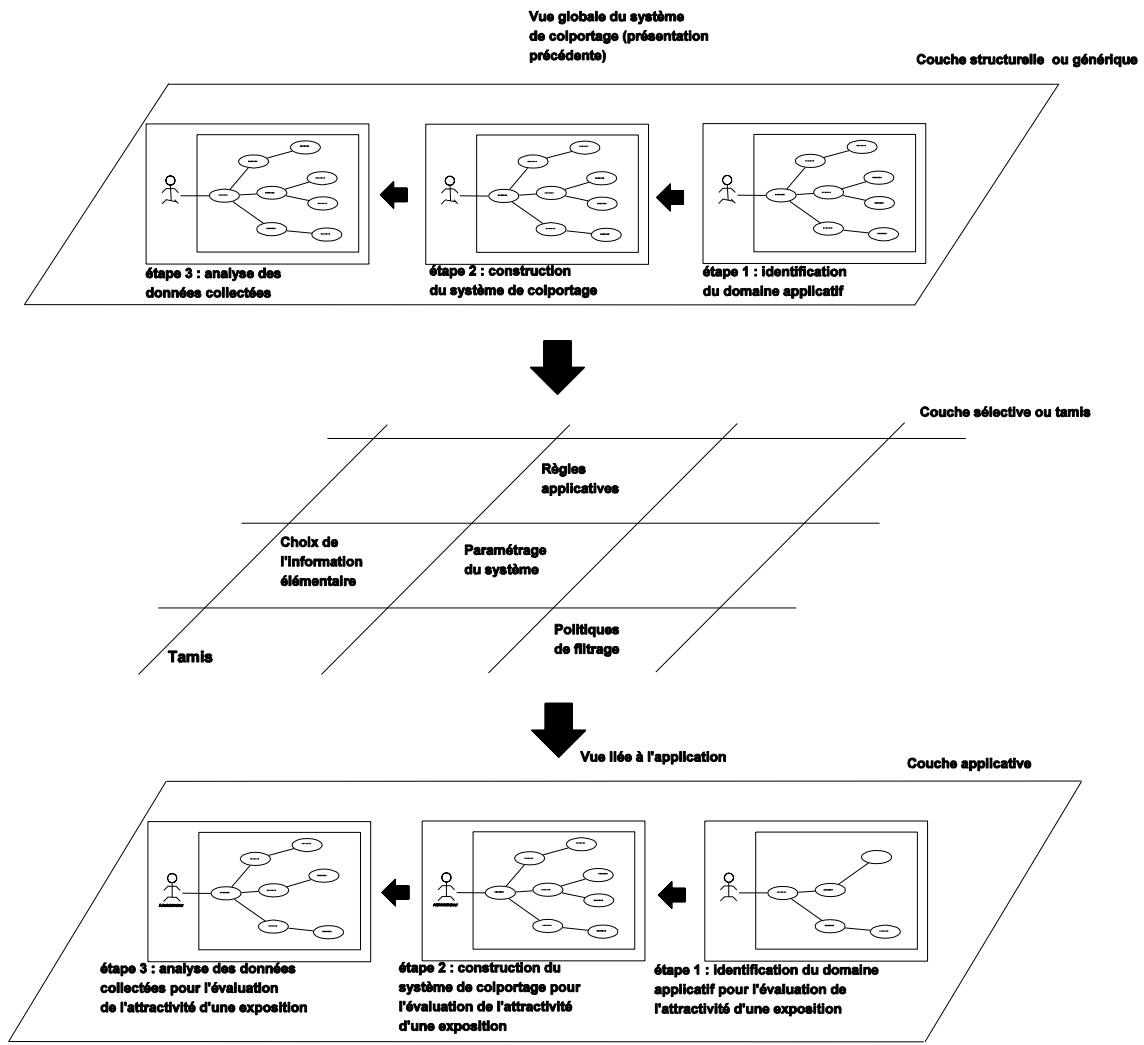 Vue globale du système
de colportage (présentation
précédente)
Couche structurelle ou générique
étape 3 : analyse des
données collectées
étape 2 : construction
du système de colportage
étape 1 : identification
du domaine applicatif
Couche sélective ou tamis
Règles
applicatives
Choix de
l'information
élémentaire
Paramétrage
du système
Politiques
de filtrage
Tamis
Vue liée à l'application
Couche applicative
étape 3 : analyse des données
collectées pour l'évaluation
de l'attractivité d'une exposition
étape 2 : construction du
système de colportage pour
l'évaluation de l'attractivité
d'une exposition
étape 1 : identification du domaine
applicatif pour l'évaluation de
l'attractivité d'une exposition